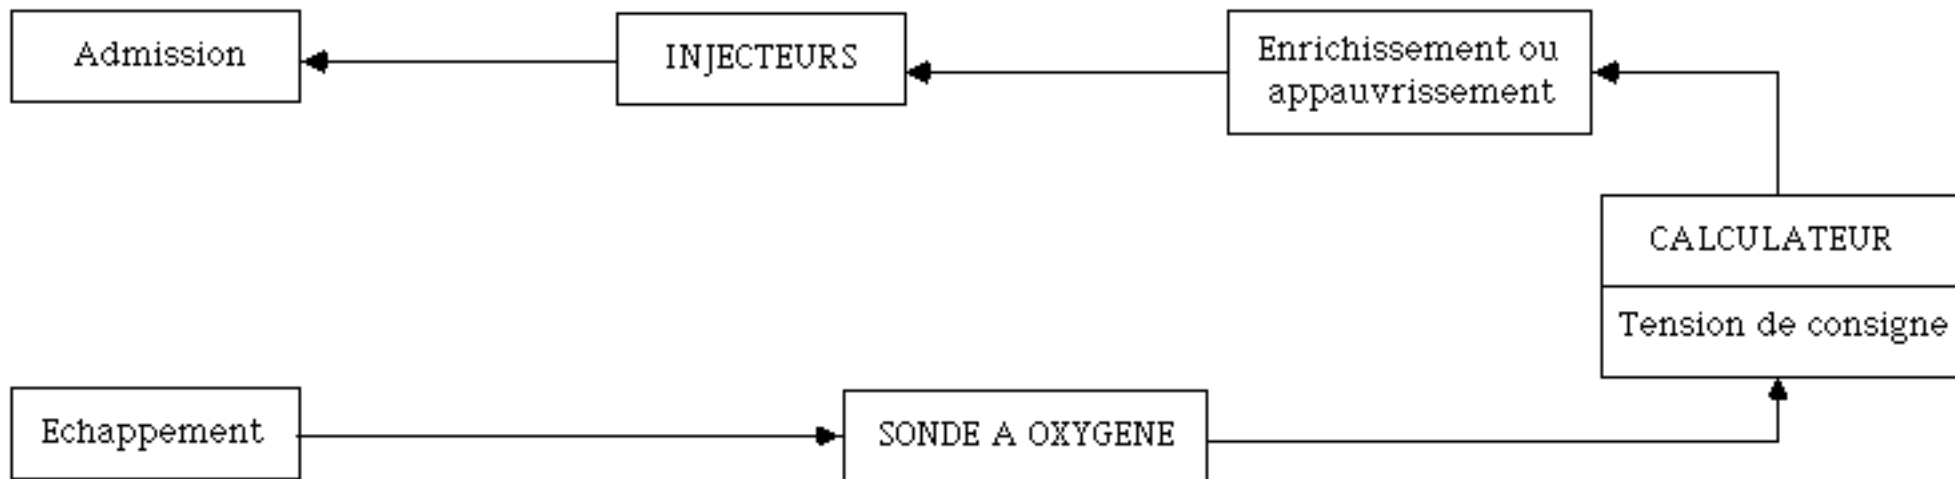 Admission
INJECTEURS
Enrichissement ou
appauvrissement
CALCULATEUR
Tension de consigne
Echappement
SONDE A OXYGENE